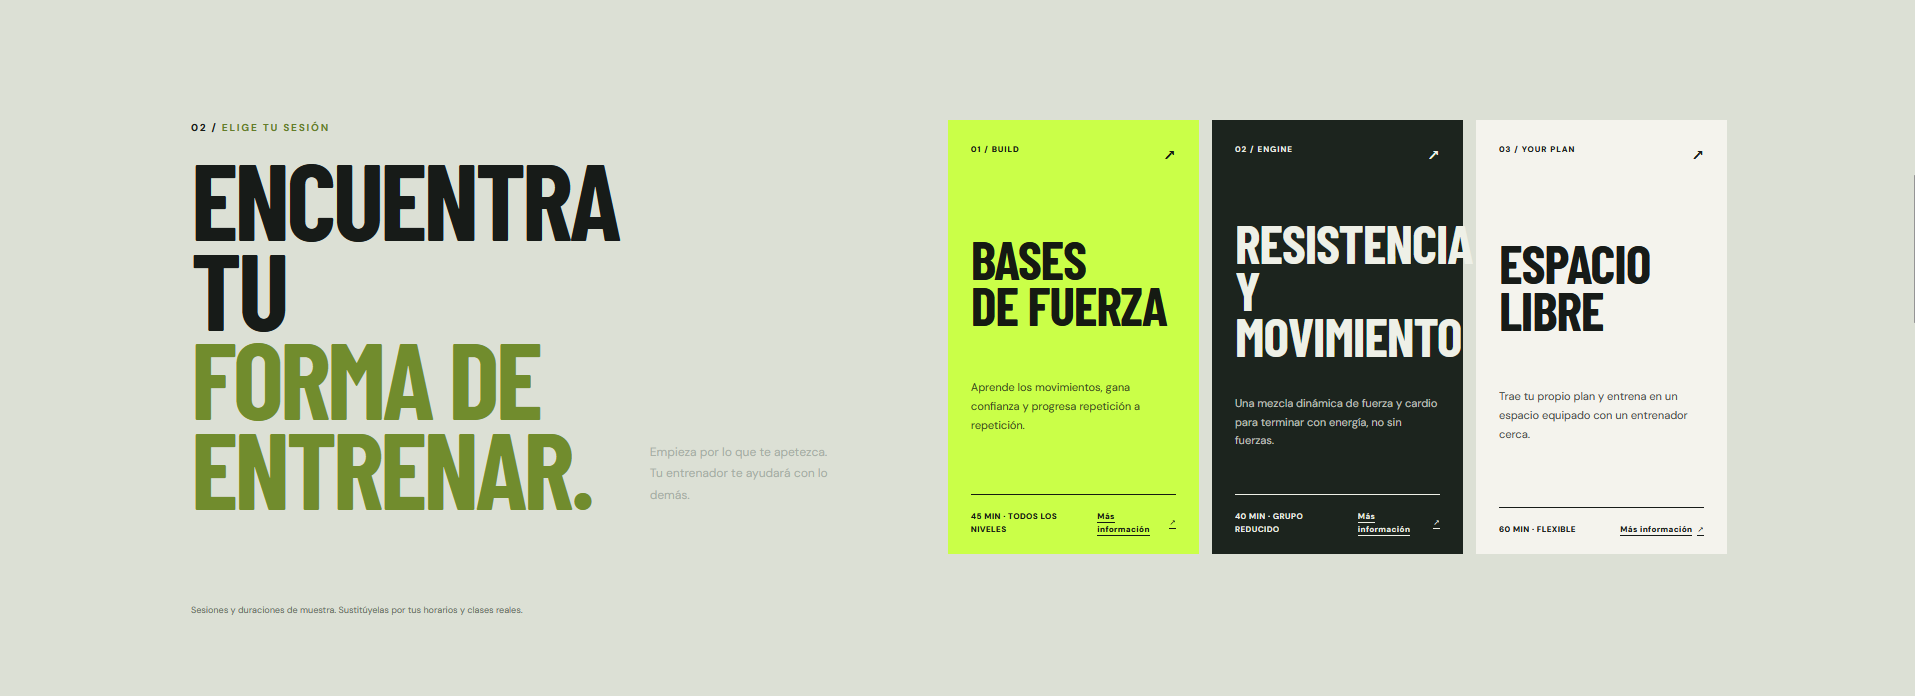 02 / ELIGE TU SESIÓN
ENCUENTRA
TU
FORMA DE
ENTRENAR.
Empieza por lo que te apetezca.
Tu entrenador te ayudará con lo
demás.
Sesiones y duraciones de muestra. Sustitúyelas por tus horarios y clases reales.
01 / BUILD
↗
BASES
DE FUERZA
Aprende los movimientos, gana
confianza y progresa repetición a
repetición.
45 MIN · TODOS LOS
NIVELES
Más
información ↗
02 / ENGINE
↗
RESISTENCIA
Y
MOVIMIENTO
Una mezcla dinámica de fuerza y cardio
para terminar con energía, no sin
fuerzas.
40 MIN · GRUPO
REDUCIDO
Más
información ↗
03 / YOUR PLAN
↗
ESPACIO
LIBRE
Trae tu propio plan y entrena en un
espacio equipado con un entrenador
cerca.
60 MIN · FLEXIBLE
Más información ↗